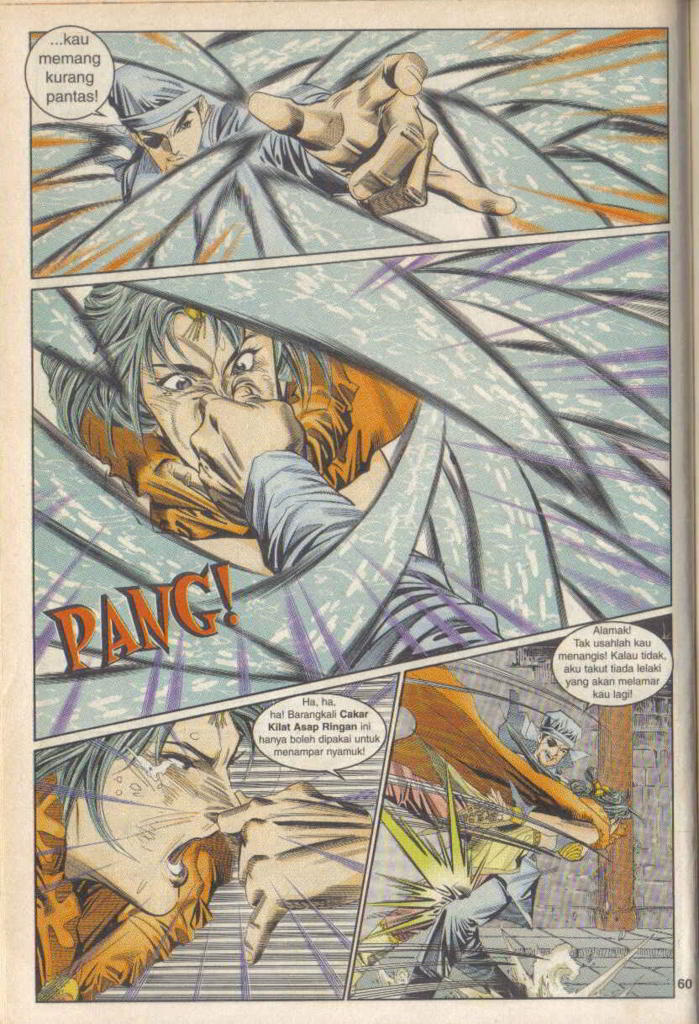 ...kau
memang
kurang
pantas!
PANG!
Ha, ha,
ha! Barangkali Cakar
Kilat Asap Ringan ini
hanya boleh dipakai untuk
menampar nyamuk!
Alamak!
Tak usahlah kau
menangis! Kalau tidak,
aku takut tiada lelaki
yang akan melamar
kau lagi!
60